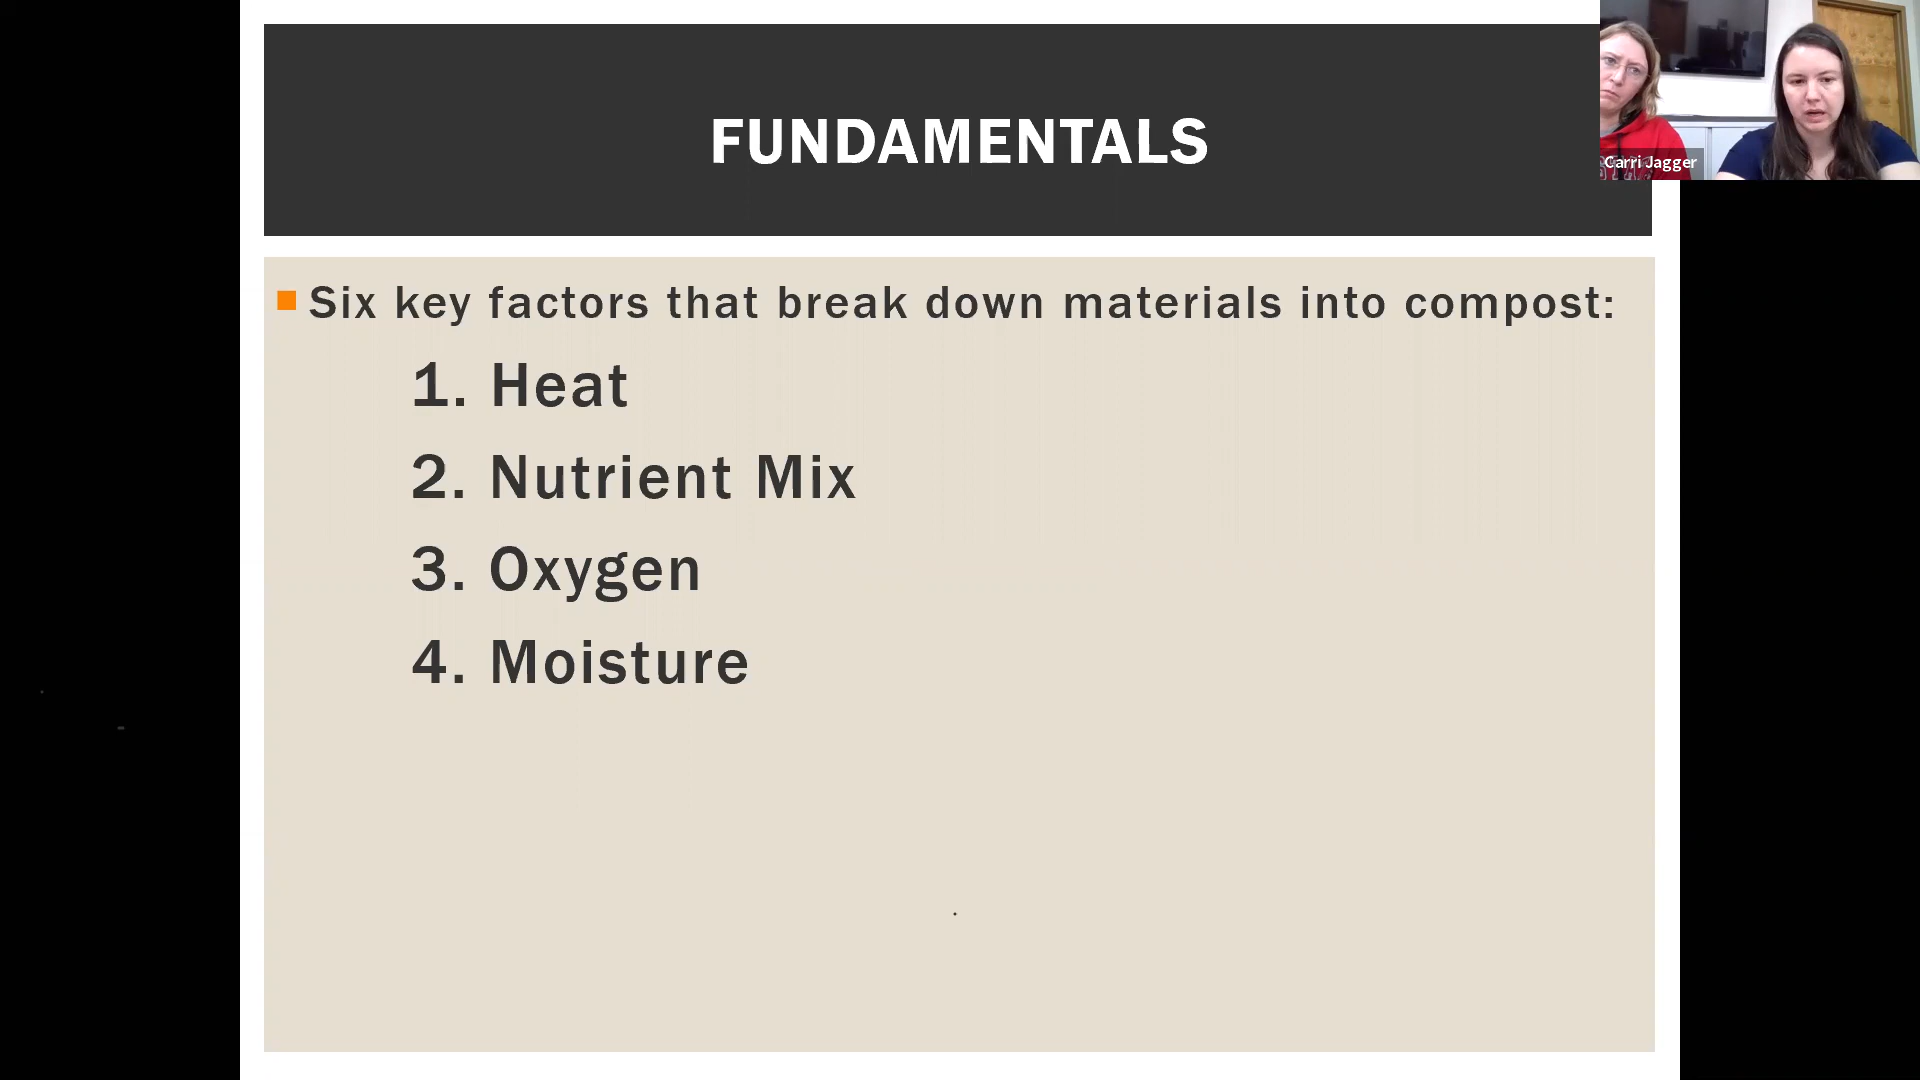 FUNDAMENTALS
Carri Jagger
Six key factors that break down materials into compost:
1. Heat
2. Nutrient Mix
3. Oxygen
4. Moisture